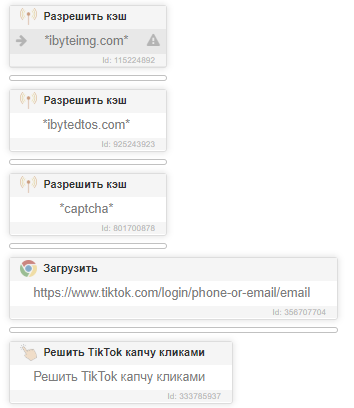 Разрешить кэш
*ibyteimg.com*
Id: 115224892
Разрешить кэш
*ibytedtos.com*
Id: 925243923
Разрешить кэш
*captcha*
Id: 801700878
Загрузить
https://www.tiktok.com/login/phone-or-email/email
Id: 356707704
Решить TikTok капчу кликами
Решить TikTok капчу кликами
Id: 333785937